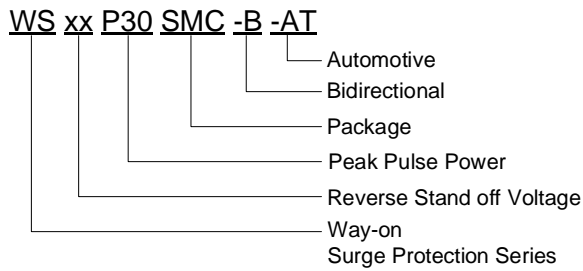 WS xx P30 SMC -B -AT
Automotive
Bidirectional
Package
Peak Pulse Power
Reverse Stand off Voltage
Way-on
Surge Protection Series